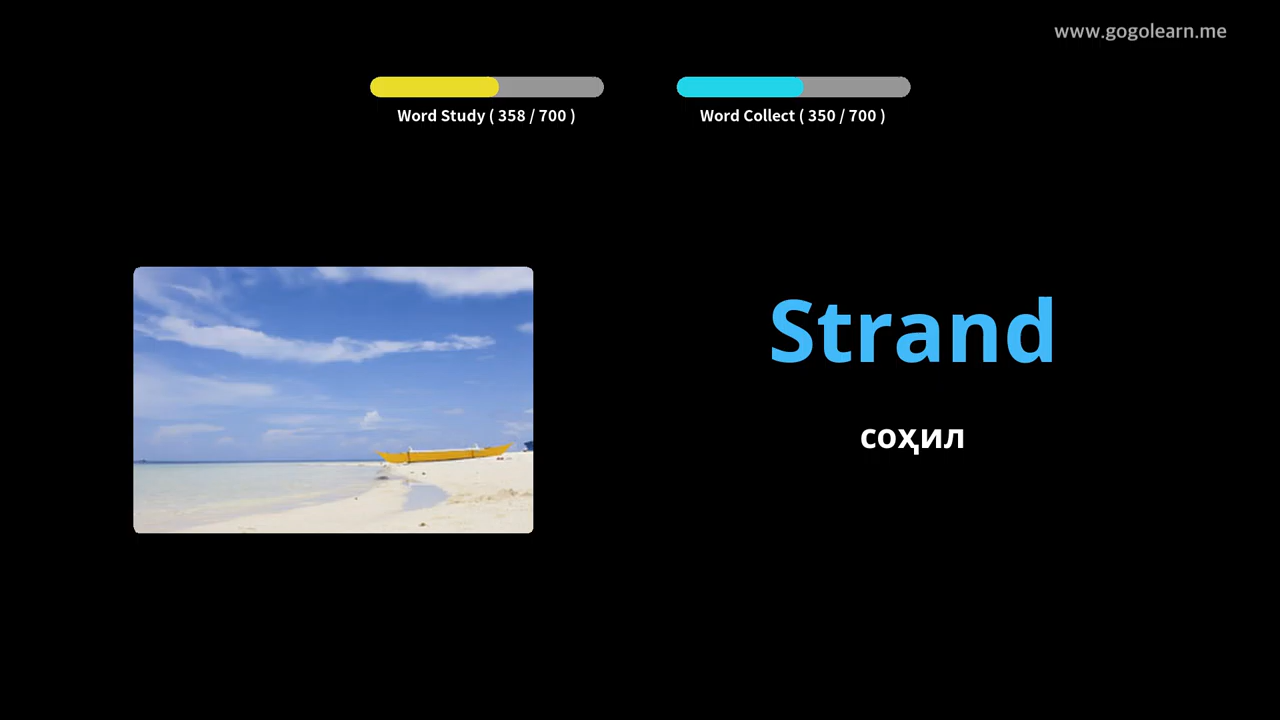 www.gogolearn.me
Word Study ( 358 / 700 )
Word Collect ( 350 / 700 )
Strand
соҳил